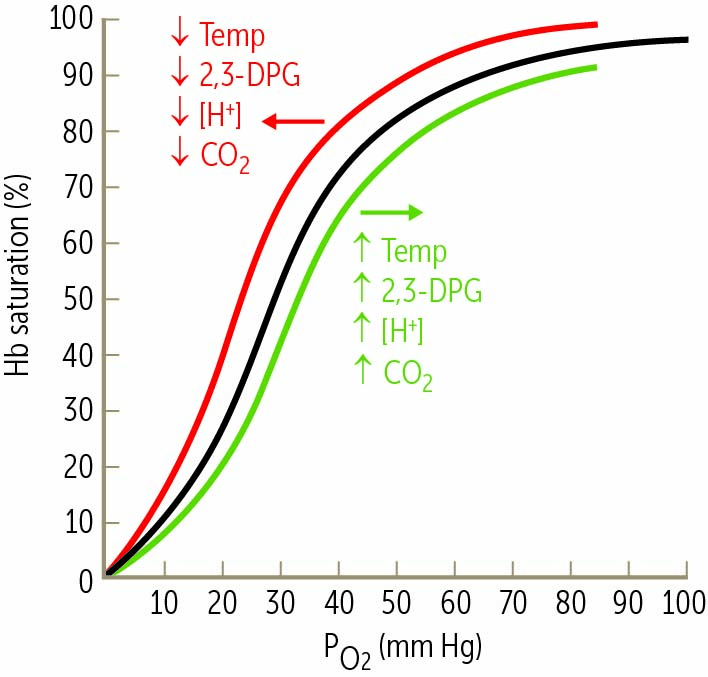 100
90
80
70
60
50
40
30
20
10
0
Hb saturation (%)
↓ Temp
↓ 2,3-DPG
↓ [H⁺]
↓ CO₂
↑ Temp
↑ 2,3-DPG
↑ [H⁺]
↑ CO₂
10 20 30 40 50 60 70 80 90 100
P O₂ (mm Hg)